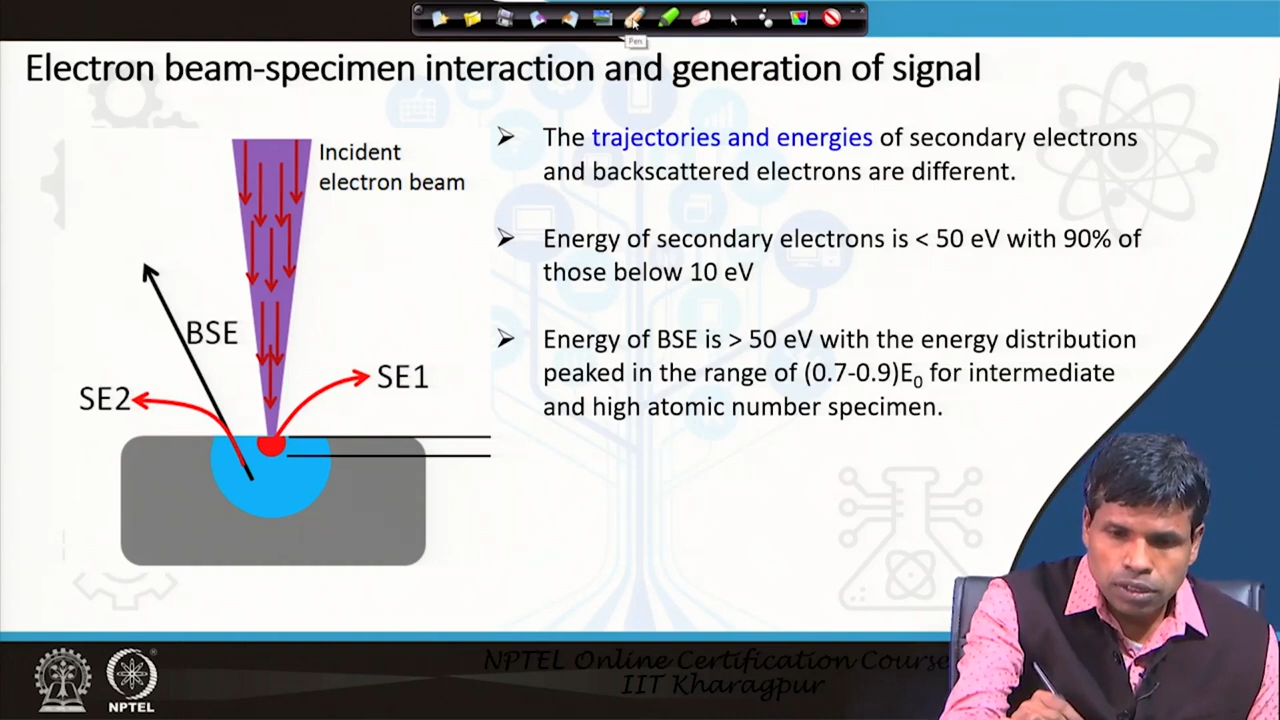 Pen
Electron beam-specimen interaction and generation of signal
Incident
electron beam
BSE
SE1
SE2
➢ The trajectories and energies of secondary electrons
and backscattered electrons are different.
➢ Energy of secondary electrons is < 50 eV with 90% of
those below 10 eV
➢ Energy of BSE is > 50 eV with the energy distribution
peaked in the range of (0.7-0.9)E₀ for intermediate
and high atomic number specimen.
NPTEL
NPTEL Online Certification Course
IIT Kharagpur